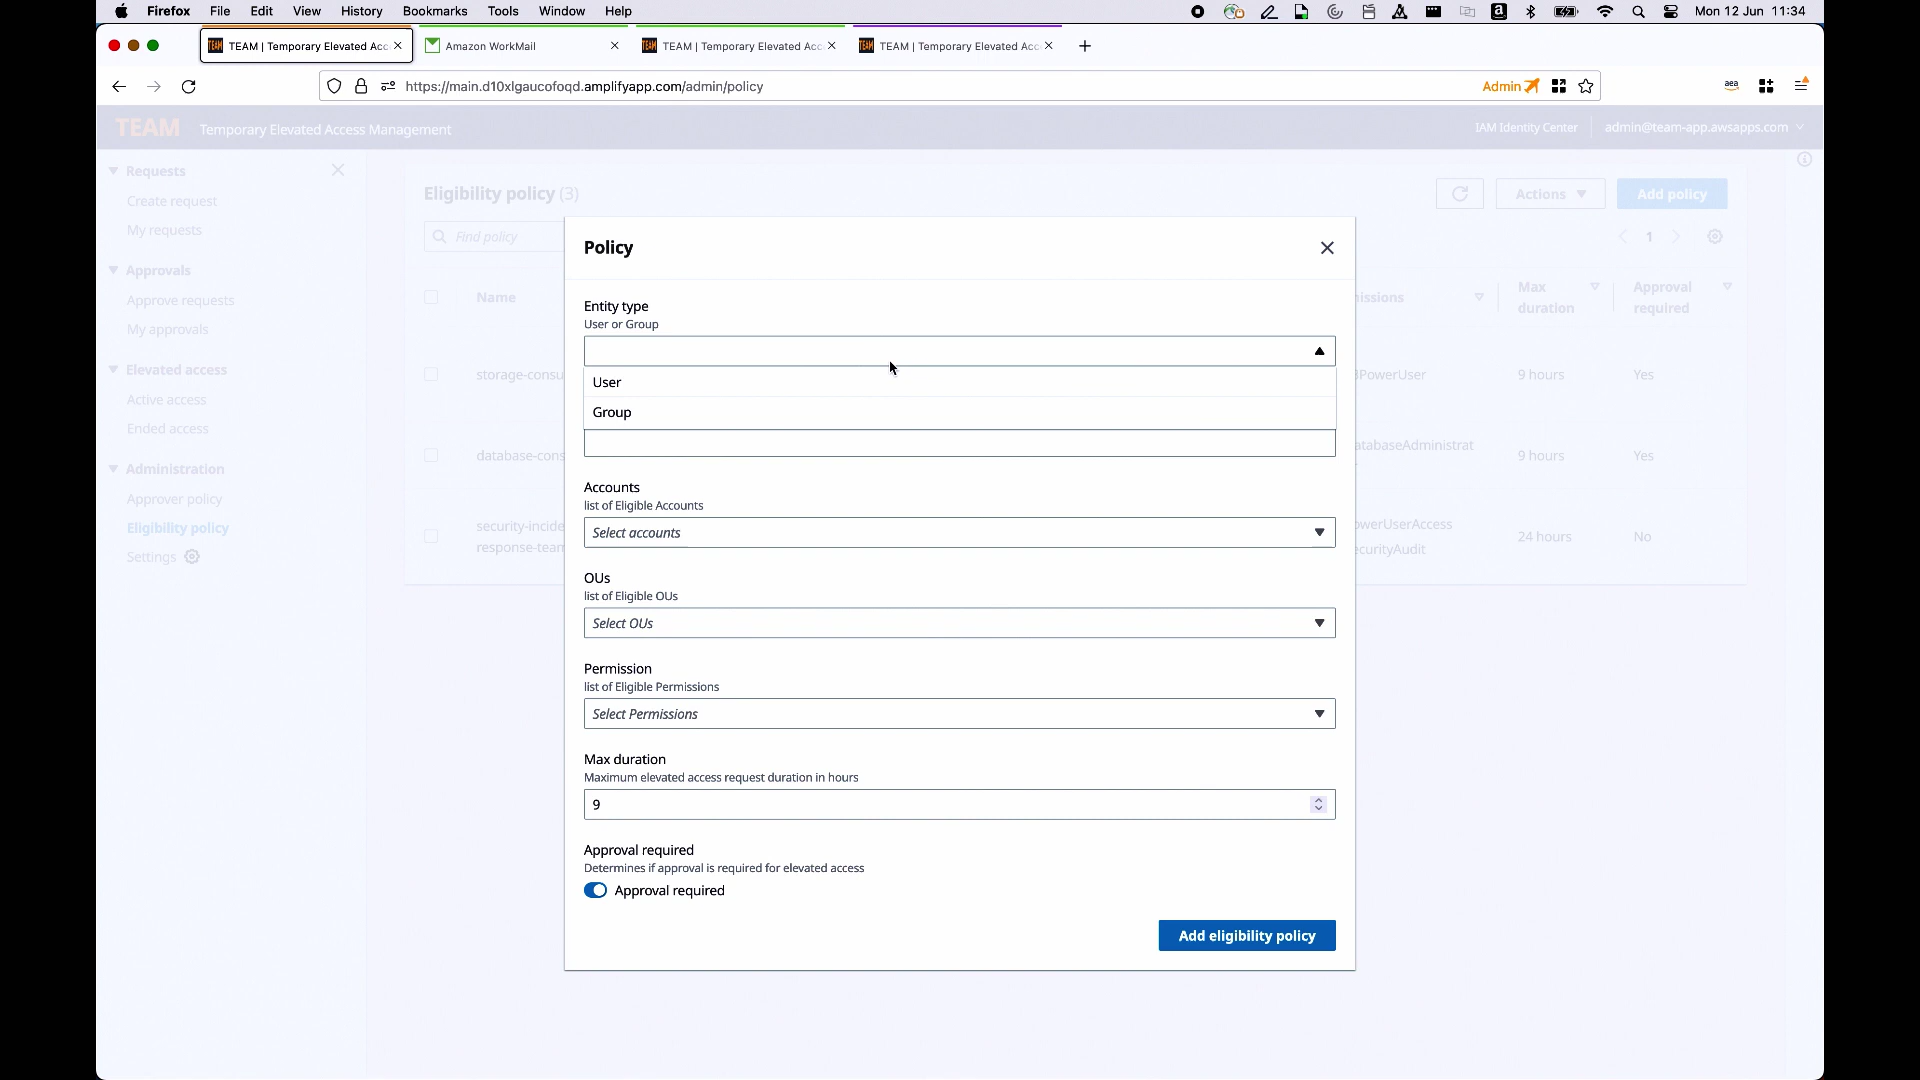 Firefox File Edit View History Bookmarks Tools Window Help Mon 12 Jun 11:34
TEAM | Temporary Elevated Acc Amazon WorkMail TEAM | Temporary Elevated Acc TEAM | Temporary Elevated Acc
https://main.d10xlgaucofoqd.amplifyapp.com/admin/policy Admin aea
TEAM Temporary Elevated Access Management IAM Identity Center admin@team-app.awsapps.com
Requests
Create request
My requests
Approvals
Approve requests
My approvals
Elevated access
Active access
Ended access
Administration
Approver policy
Eligibility policy
Settings
Eligibility policy (3) Actions Add policy
Find policy 1
Name issions Max duration Approval required
storage-consu PowerUser 9 hours Yes
database-cons atabaseAdministrat 9 hours Yes
security-incide owerUserAccess
response-tean ecurityAudit 24 hours No
Policy
Entity type
User or Group
User
Group
Accounts
list of Eligible Accounts
Select accounts
OUs
list of Eligible OUs
Select OUs
Permission
list of Eligible Permissions
Select Permissions
Max duration
Maximum elevated access request duration in hours
9
Approval required
Determines if approval is required for elevated access
Approval required
Add eligibility policy